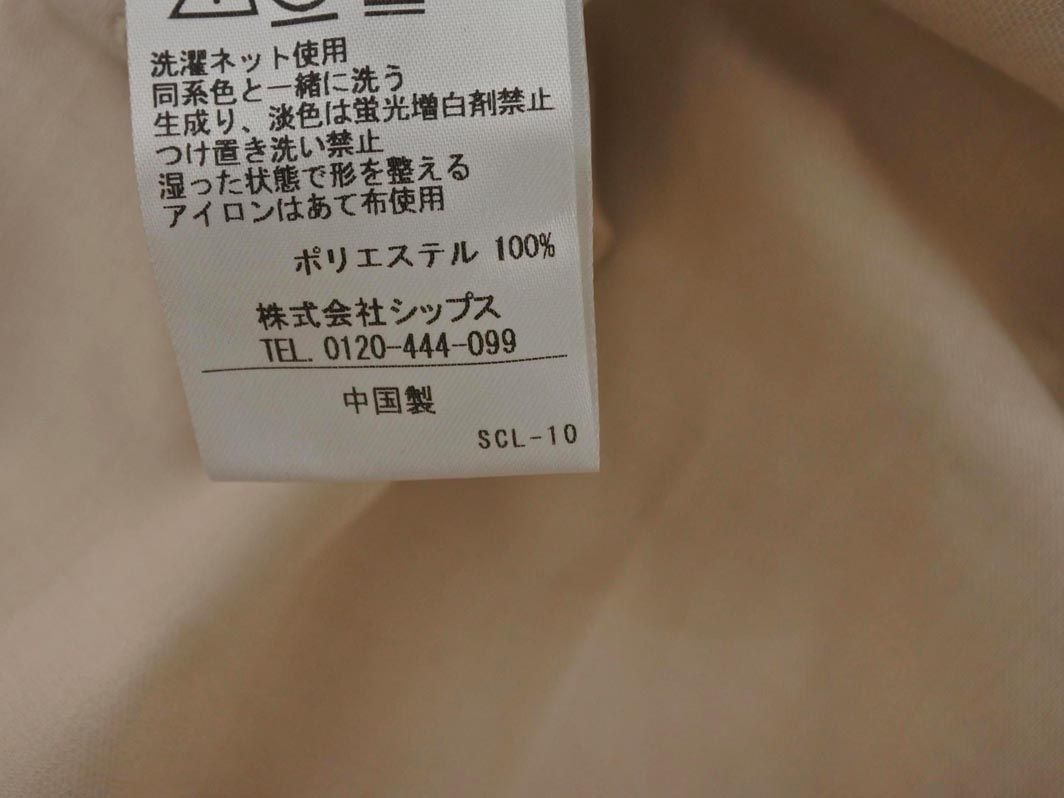 洗濯ネット使用
同系色と一緒に洗う
生成り、淡色は蛍光増白剤禁止
つけ置き洗い禁止
湿った状態で形を整える
アイロンはあて布使用
ポリエステル 100%
株式会社シップス
TEL. 0120-444-099
中国製
SCL-10